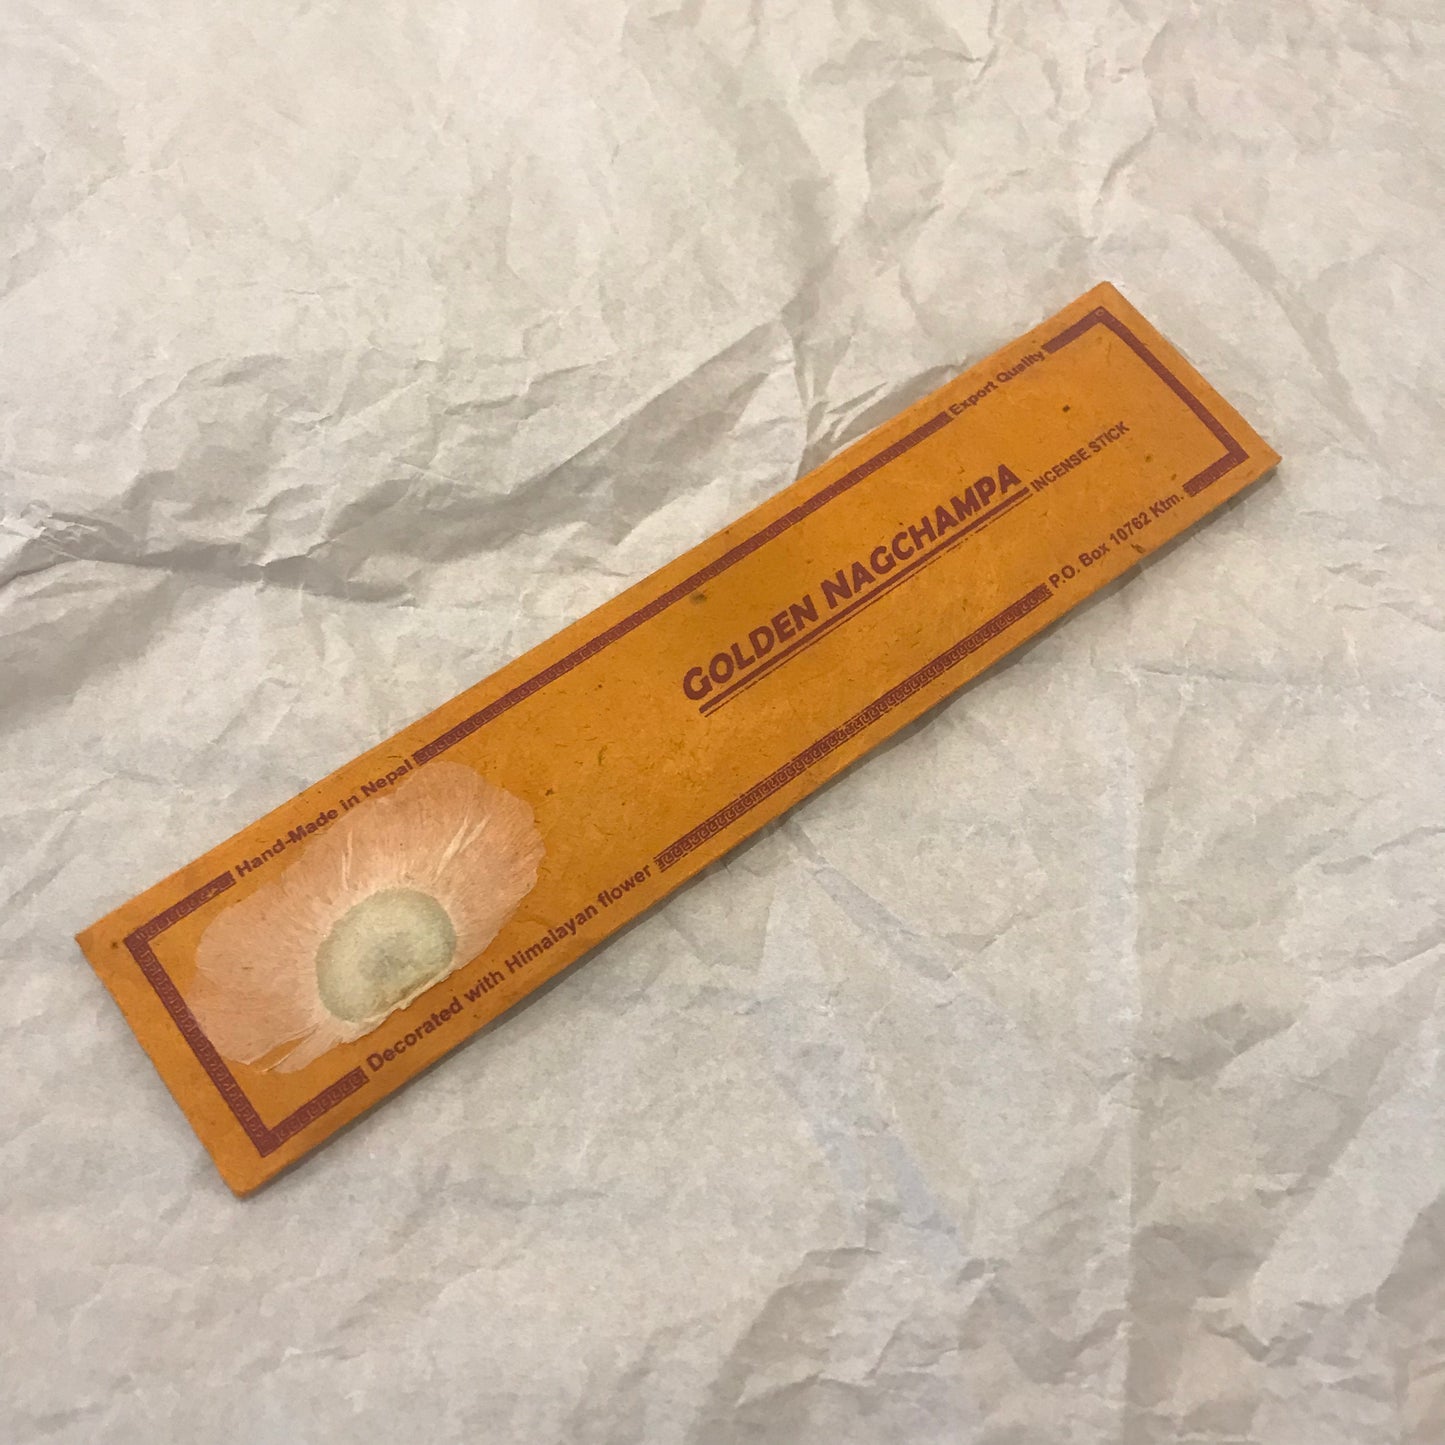 Hand-Made in Nepal
Export Quality
GOLDEN NAGCHAMPA
INCENSE STICK
Decorated with Himalayan flower
P.O. Box 10762 Ktm.